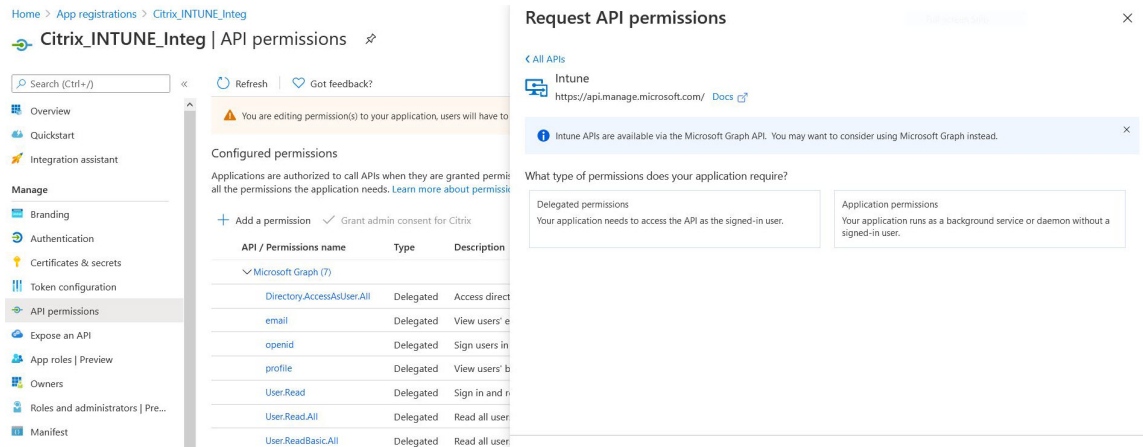 Home > App registrations > Citrix_INTUNE_Integ
Citrix_INTUNE_Integ | API permissions
Search (Ctrl+/)
«
Overview
Quickstart
Integration assistant
Manage
Branding
Authentication
Certificates & secrets
Token configuration
API permissions
Expose an API
App roles | Preview
Owners
Roles and administrators | Pre...
Manifest
Refresh
Got feedback?
You are editing permission(s) to your application, users will have to
Configured permissions
Applications are authorized to call APIs when they are granted permis
all the permissions the application needs. Learn more about permissio
Add a permission
Grant admin consent for Citrix
API / Permissions name Type Description
Microsoft Graph (7)
Directory.AccessAsUser.All Delegated Access direct
email Delegated View users' e
openid Delegated Sign users in
profile Delegated View users' b
User.Read Delegated Sign in and r
User.Read.All Delegated Read all user
User.ReadBasic.All Delegated Read all user
Request API permissions
All APIs
Intune
https://api.manage.microsoft.com/ Docs
Intune APIs are available via the Microsoft Graph API. You may want to consider using Microsoft Graph instead.
What type of permissions does your application require?
Delegated permissions
Your application needs to access the API as the signed-in user.
Application permissions
Your application runs as a background service or daemon without a
signed-in user.